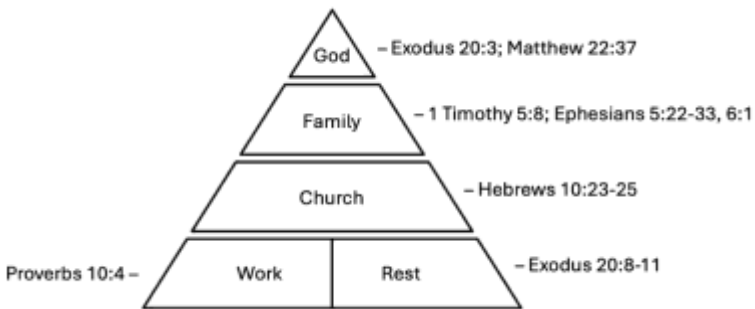 God – Exodus 20:3; Matthew 22:37
Family – 1 Timothy 5:8; Ephesians 5:22-33, 6:1
Church – Hebrews 10:23-25
Proverbs 10:4 – Work Rest – Exodus 20:8-11